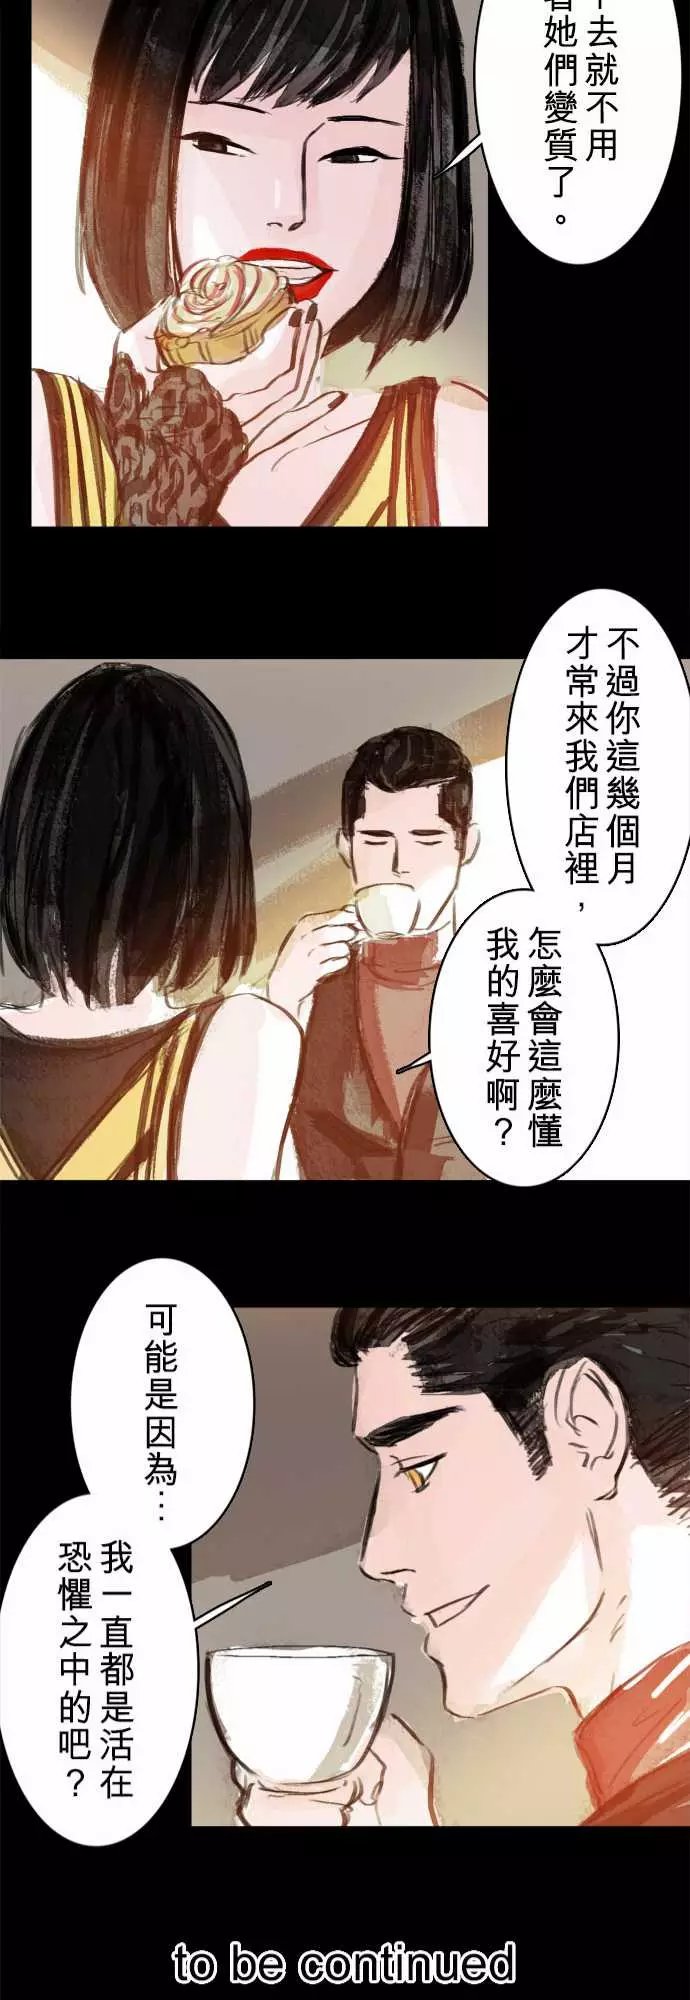 去就不用
她們變質了。
不過你這幾個月
才常來我們店裡，
怎麼會這麼懂
我的喜好啊？
可能是因為…
我一直都是活在
恐懼之中的吧？
to be continued